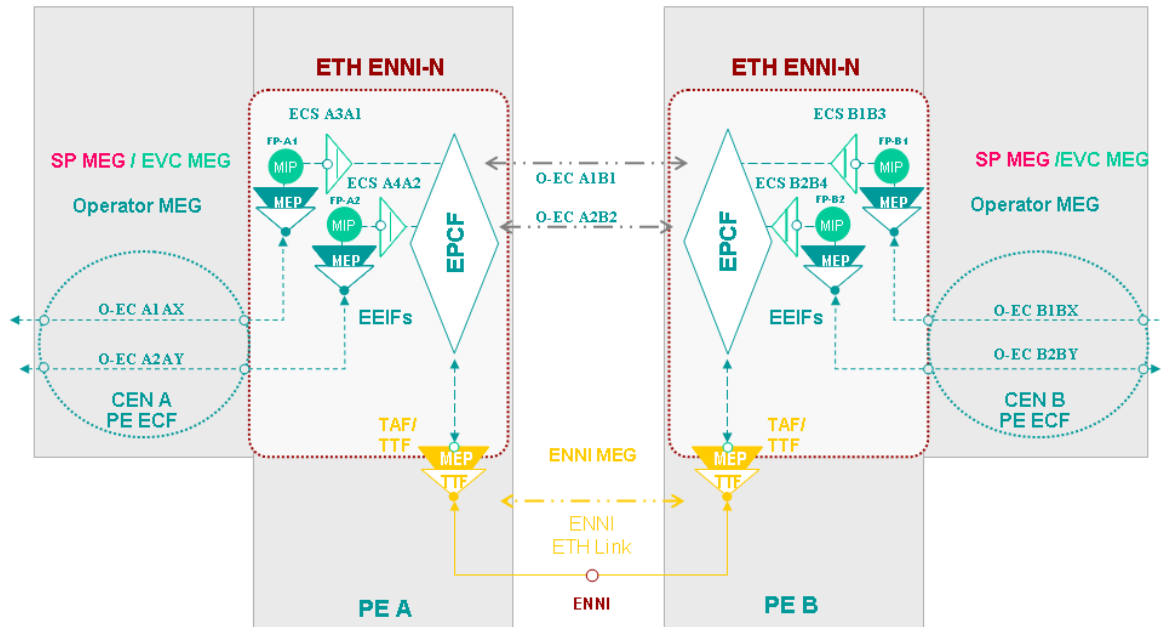 ETH ENNI-N
ETH ENNI-N
ECS A3A1
ECS B1B3
FP-A1
FP-B1
SP MEG / EVC MEG
MIP
O-EC A1B1
MIP
SP MEG /EVC MEG
ECS A4A2
ECS B2B4
Operator MEG
MEP
FP-A2
MIP
O-EC A2B2
FP-B2
MIP
MEP
Operator MEG
EPCF
EPCF
MEP
MEP
O-EC A1AX
EEIFs
EEIFs
O-EC B1BX
O-EC A2AY
O-EC B2BY
CEN A
PE ECF
CEN B
PE ECF
TAF/
TTF
TAF/
TTF
MEP
TTF
ENNI MEG
MEP
TTF
ENNI
ETH Link
ENNI
PE A
PE B